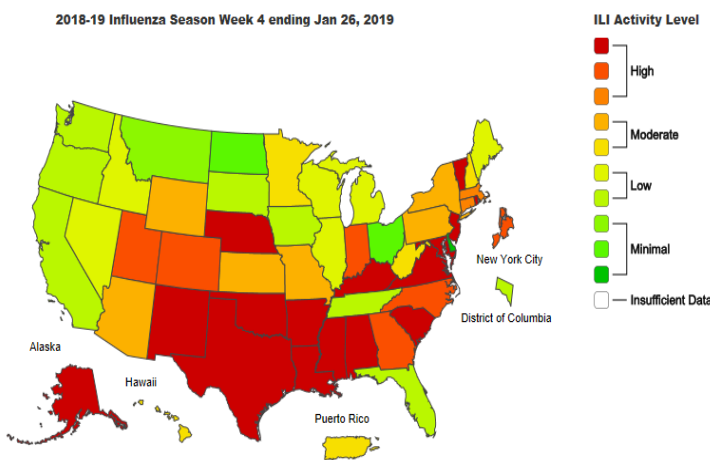 2018-19 Influenza Season Week 4 ending Jan 26, 2019
ILI Activity Level
High
Moderate
Low
Minimal
Insufficient Data
New York City
District of Columbia
Alaska
Hawaii
Puerto Rico